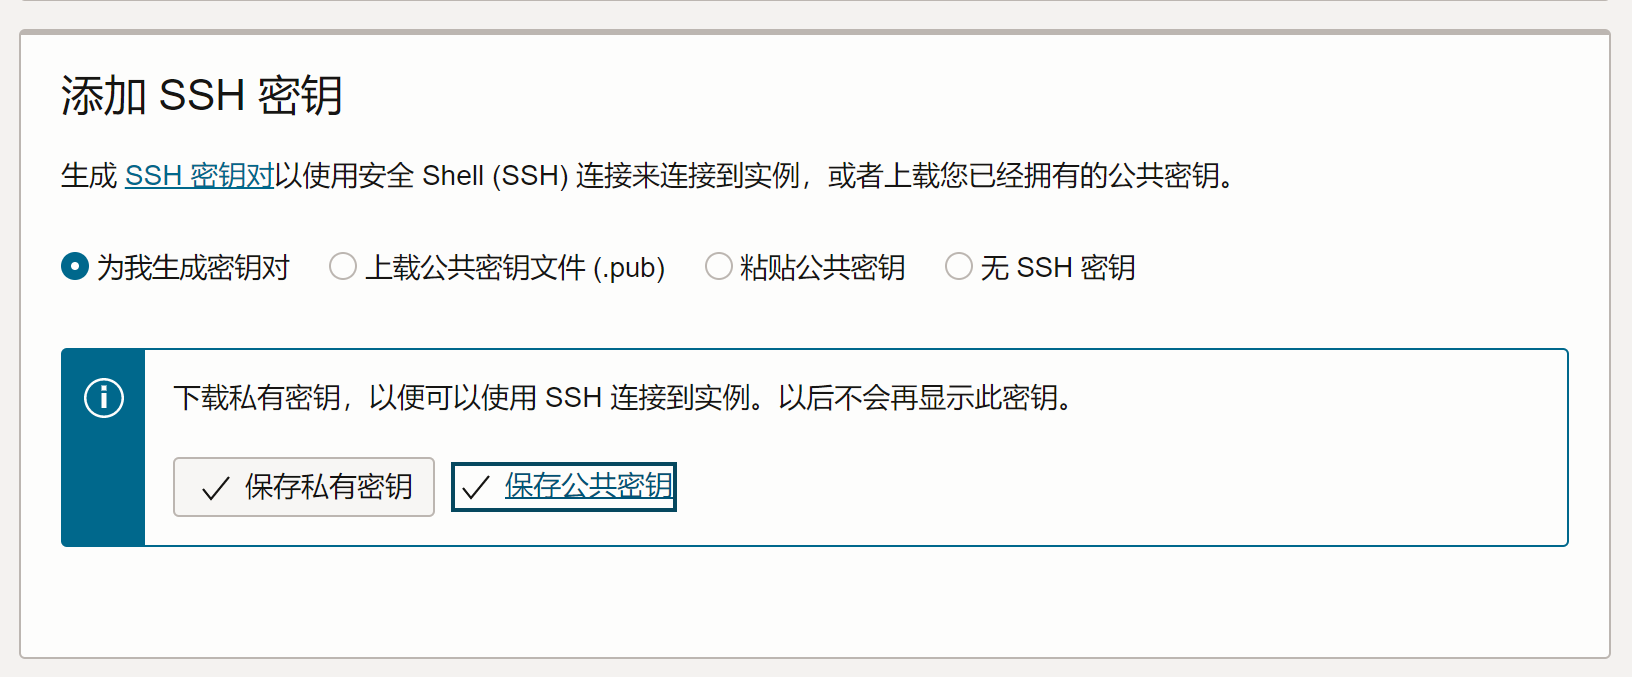 添加 SSH 密钥
生成 SSH 密钥对以使用安全 Shell (SSH) 连接来连接到实例，或者上载您已经拥有的公共密钥。
为我生成密钥对 上载公共密钥文件 (.pub) 粘贴公共密钥 无 SSH 密钥
下载私有密钥，以便可以使用 SSH 连接到实例。以后不会再显示此密钥。
保存私有密钥 保存公共密钥